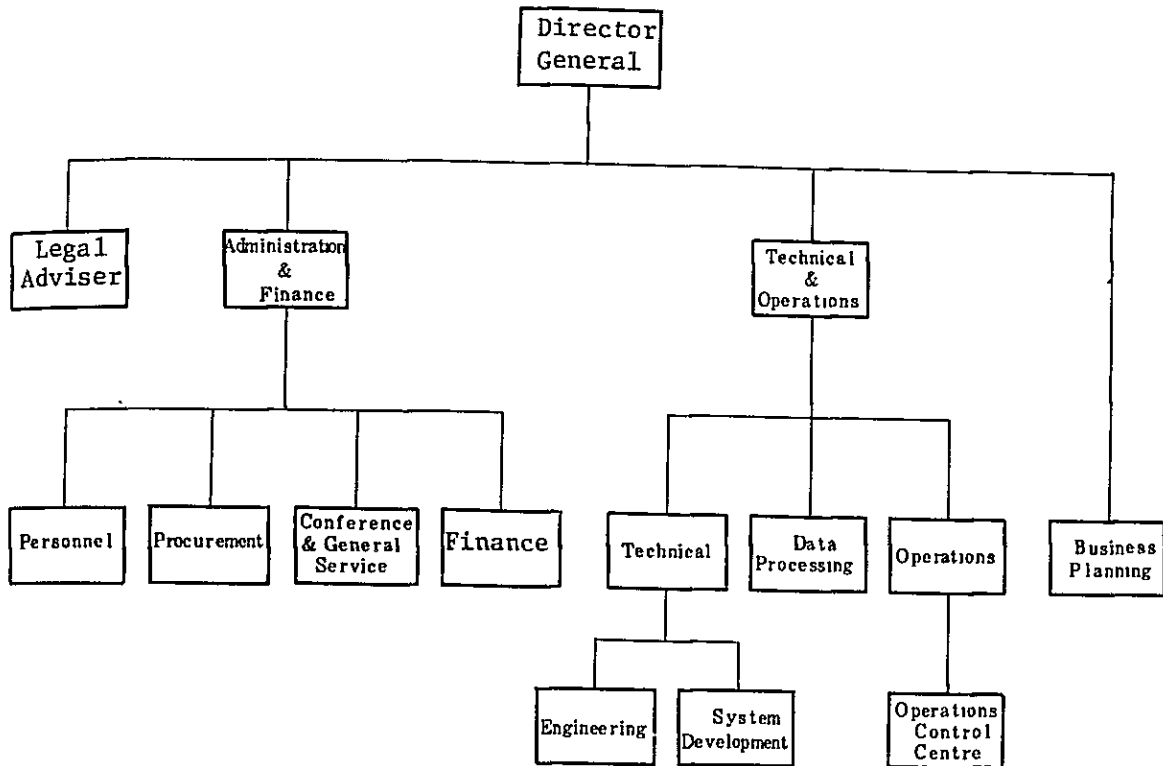 Director
General
Legal
Adviser
Administration
&
Finance
Technical
&
Operations
Personnel
Procurement
Conference
& General
Service
Finance
Technical
Data
Processing
Operations
Business
Planning
Engineering
System
Development
Operations
Control
Centre